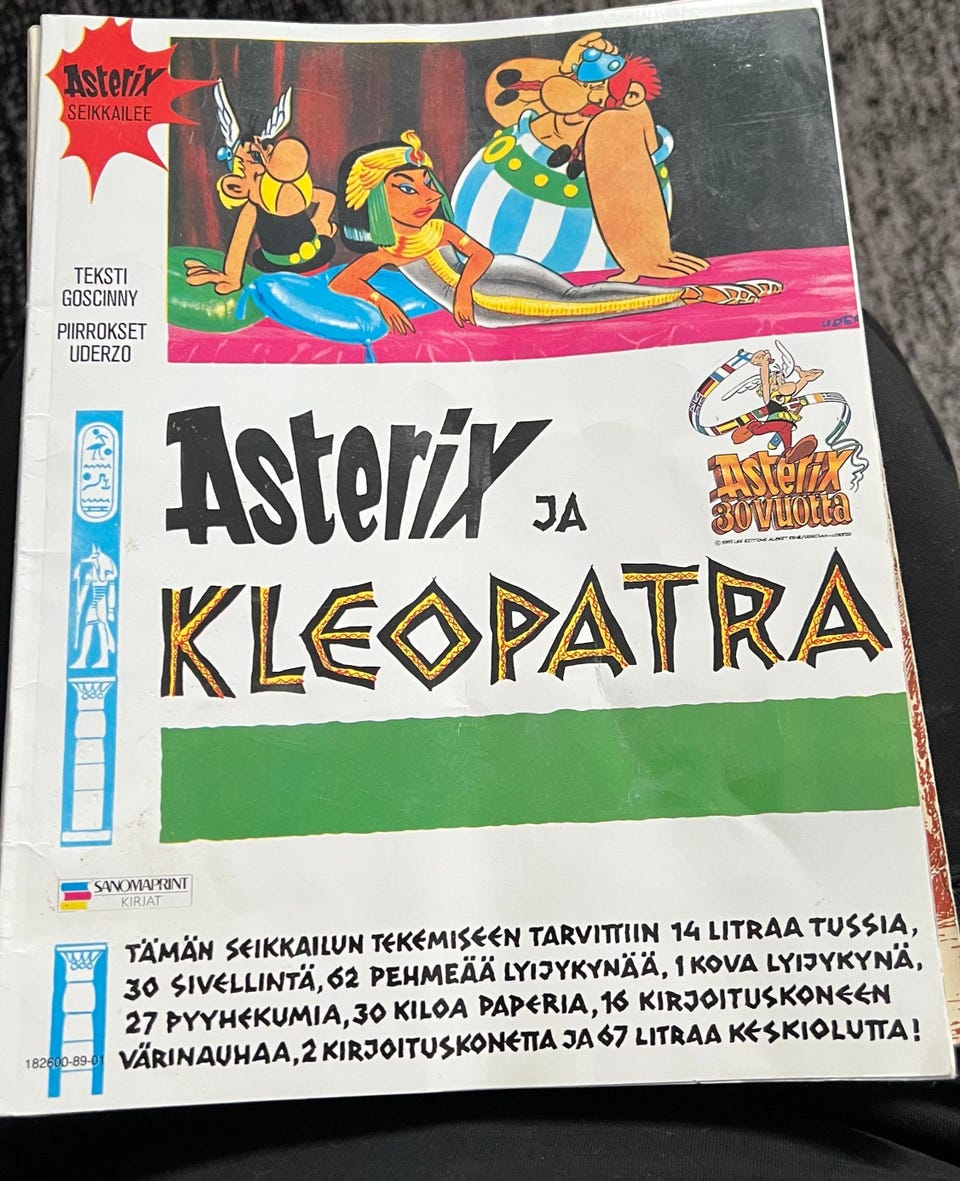 Asterix
SEIKKAILEE
TEKSTI
GOSCINNY
PIIRROKSET
UDERZO
Asterix JA
KLEOPATRA
Asterix
30 vuotta
SANOMAPRINT
KIRJAT
TÄMÄN SEIKKAILUN TEKEMISEEN TARVITTIIN 14 LITRAA TUSSIA,
30 SIVELLINTÄ, 62 PEHMEÄÄ LYIJYKYNÄÄ, 1 KOVA LYIJYKYNÄ,
27 PYYHEKUMIA, 30 KILOA PAPERIA, 16 KIRJOITUSKONEEN
VÄRINAUHAA, 2 KIRJOITUSKONETTA JA 67 LITRAA KESKIOLUTTA!
182600-89-01